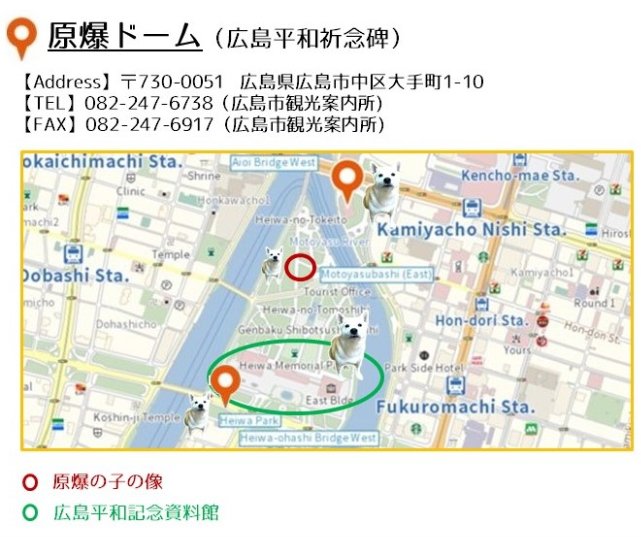 原爆ドーム（広島平和祈念碑）
【Address】〒730-0051 広島県広島市中区大手町1-10
【TEL】082-247-6738（広島市観光案内所)
【FAX】082-247-6917（広島市観光案内所)
okaichimachi Sta.
Aioi Bridge West
Shrine
Kencho-mae Sta.
Clinic
Honkawacho1
Heiwa-no-Tokeito
Kamiyacho Nishi Sta.
Hiros
machi2
Motoyasu River
Temple
Dobashi Sta.
Motoyasubashi (East)
Kamiyacho1
Tourist Office
Round 1
Dohashicho
Heiwa-no-Tomoshihi
Hon-dori Sta.
Hon-dori
Genbaku Shibotsusha
Yours
Heiwa Memorial P
Park Side Hotel
East Bldg
Koshin-ji Temple
Heiwa Park
Fukuromachi Sta.
Heiwa-ohashi Bridge West
原爆の子の像
広島平和記念資料館